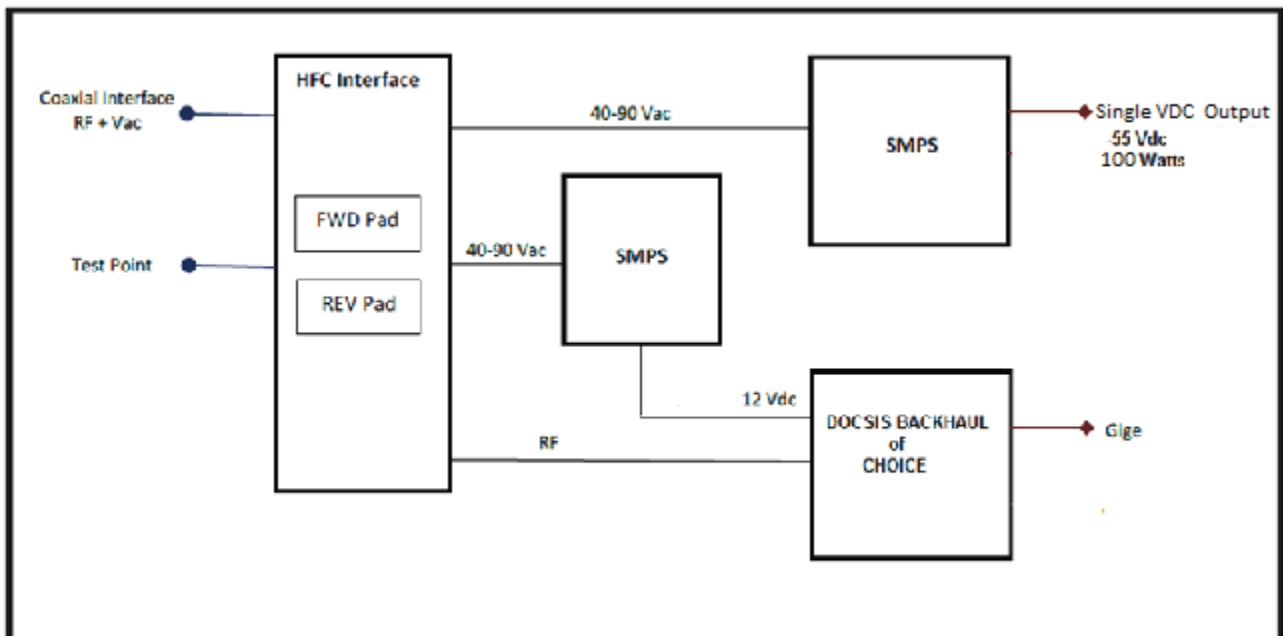 HFC Interface
Coaxial Interface
RF + Vac
40-90 Vac
SMPS
Single VDC Output
-55 Vdc
100 Watts
FWD Pad
Test Point
40-90 Vac
SMPS
REV Pad
12 Vdc
DOCSIS BACKHAUL
of
CHOICE
RF
Gige